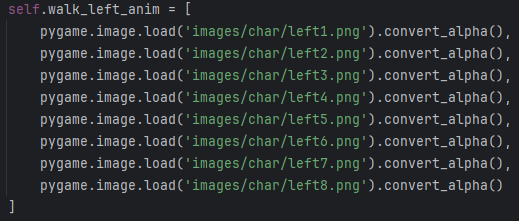 self.walk_left_anim = [
    pygame.image.load('images/char/left1.png').convert_alpha(),
    pygame.image.load('images/char/left2.png').convert_alpha(),
    pygame.image.load('images/char/left3.png').convert_alpha(),
    pygame.image.load('images/char/left4.png').convert_alpha(),
    pygame.image.load('images/char/left5.png').convert_alpha(),
    pygame.image.load('images/char/left6.png').convert_alpha(),
    pygame.image.load('images/char/left7.png').convert_alpha(),
    pygame.image.load('images/char/left8.png').convert_alpha()
]